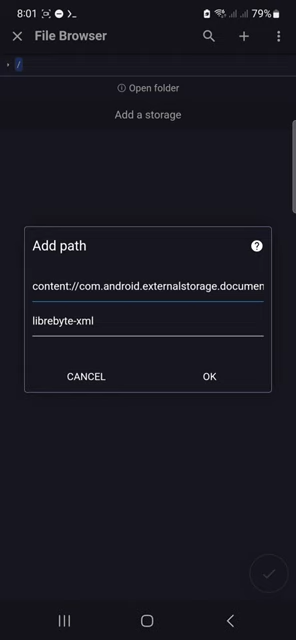 8:01
79%
File Browser
/
Open folder
Add a storage
Add path
content://com.android.externalstorage.documen
librebyte-xml
CANCEL
OK